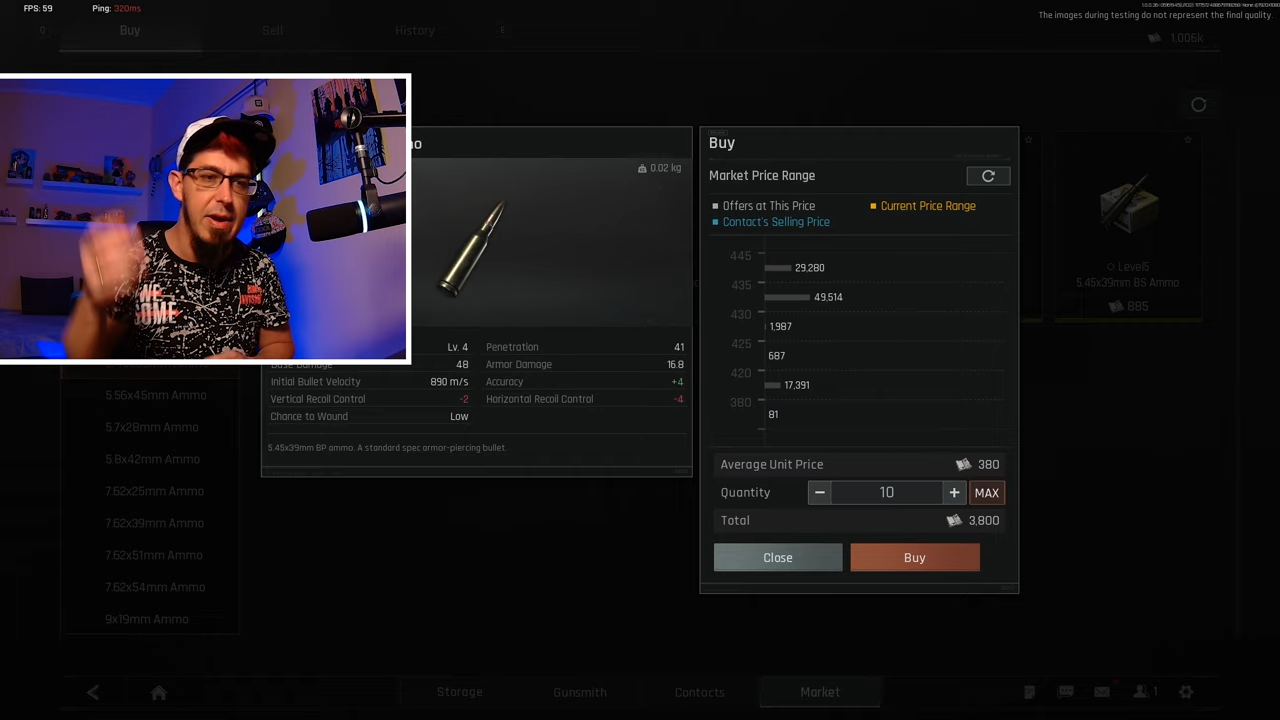 FPS: 59
Ping: 320ms
The images during testing do not represent the final quality
Q
Buy
Sell
History
E
1,006k
0.02 kg
Lv. 4
Base Damage 48
Initial Bullet Velocity 890 m/s
Vertical Recoil Control -2
Chance to Wound Low
Penetration 41
Armor Damage 16.8
Accuracy +4
Horizontal Recoil Control -4
5.45x39mm BP ammo. A standard spec armor-piercing bullet.
Buy
Market Price Range
Offers at This Price
Current Price Range
Contact's Selling Price
445
29,280
435
49,514
430
1,987
425
687
420
17,391
380
81
Average Unit Price 380
Quantity 10 MAX
Total 3,800
Close
Buy
Level5
5.45x39mm BS Ammo
885
5.56x45mm Ammo
5.7x28mm Ammo
5.8x42mm Ammo
7.62x25mm Ammo
7.62x39mm Ammo
7.62x51mm Ammo
7.62x54mm Ammo
9x19mm Ammo
Storage
Gunsmith
Contacts
Market
1